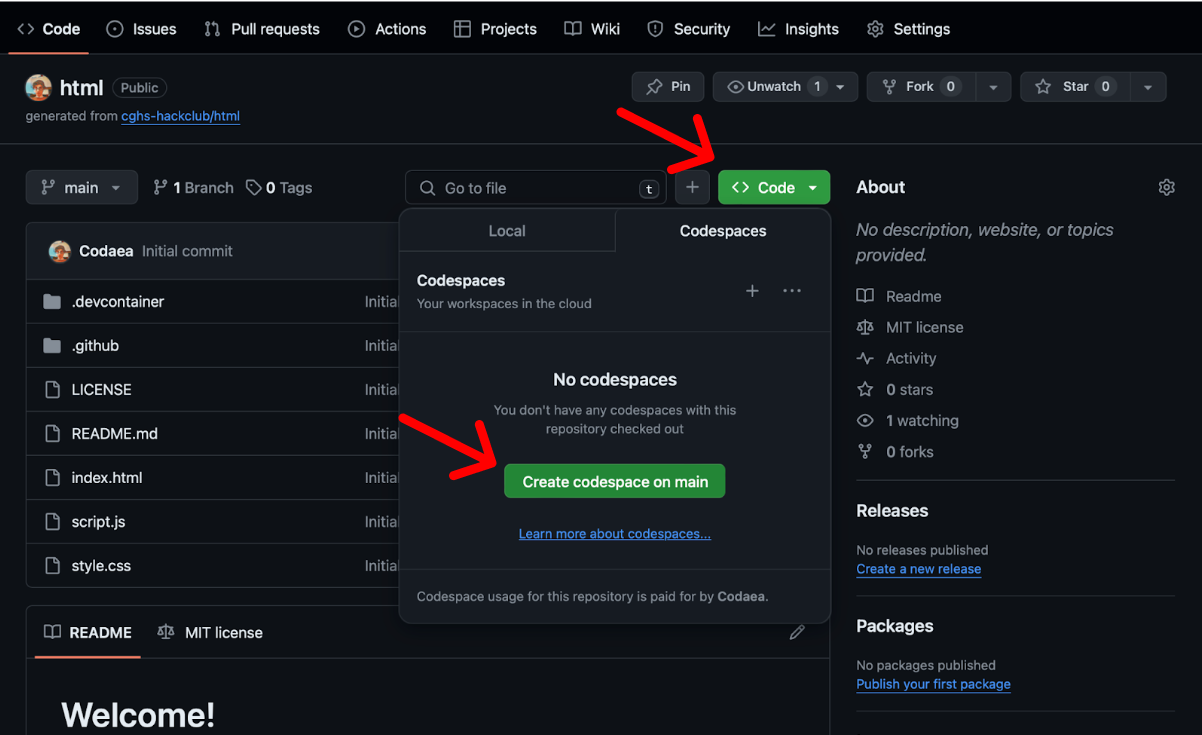 Code Issues Pull requests Actions Projects Wiki Security Insights Settings
html Public Pin Unwatch 1 Fork 0 Star 0
generated from cghs-hackclub/html
main 1 Branch 0 Tags Go to file t Code
About
No description, website, or topics
provided.
Readme
MIT license
Activity
0 stars
1 watching
0 forks
Releases
No releases published
Create a new release
Packages
No packages published
Publish your first package
Local Codespaces
Codespaces
Your workspaces in the cloud
No codespaces
You don't have any codespaces with this
repository checked out
Create codespace on main
Learn more about codespaces...
Codespace usage for this repository is paid for by Codaea.
Codaea Initial commit
.devcontainer Initial
.github Initial
LICENSE Initial
README.md Initial
index.html Initial
script.js Initial
style.css Initial
README MIT license
Welcome!